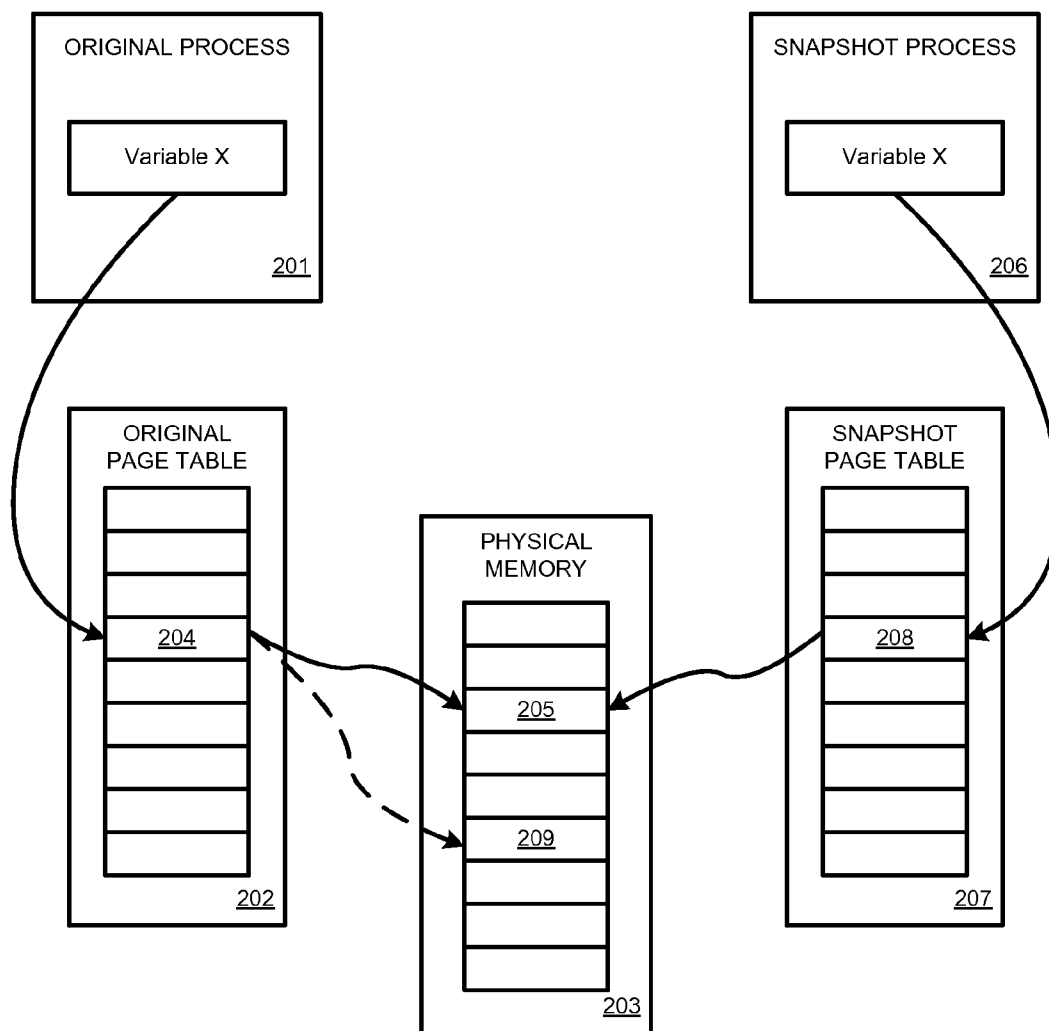 ORIGINAL PROCESS
Variable X
201
SNAPSHOT PROCESS
Variable X
206
ORIGINAL
PAGE TABLE
204
202
PHYSICAL
MEMORY
205
209
203
SNAPSHOT
PAGE TABLE
208
207